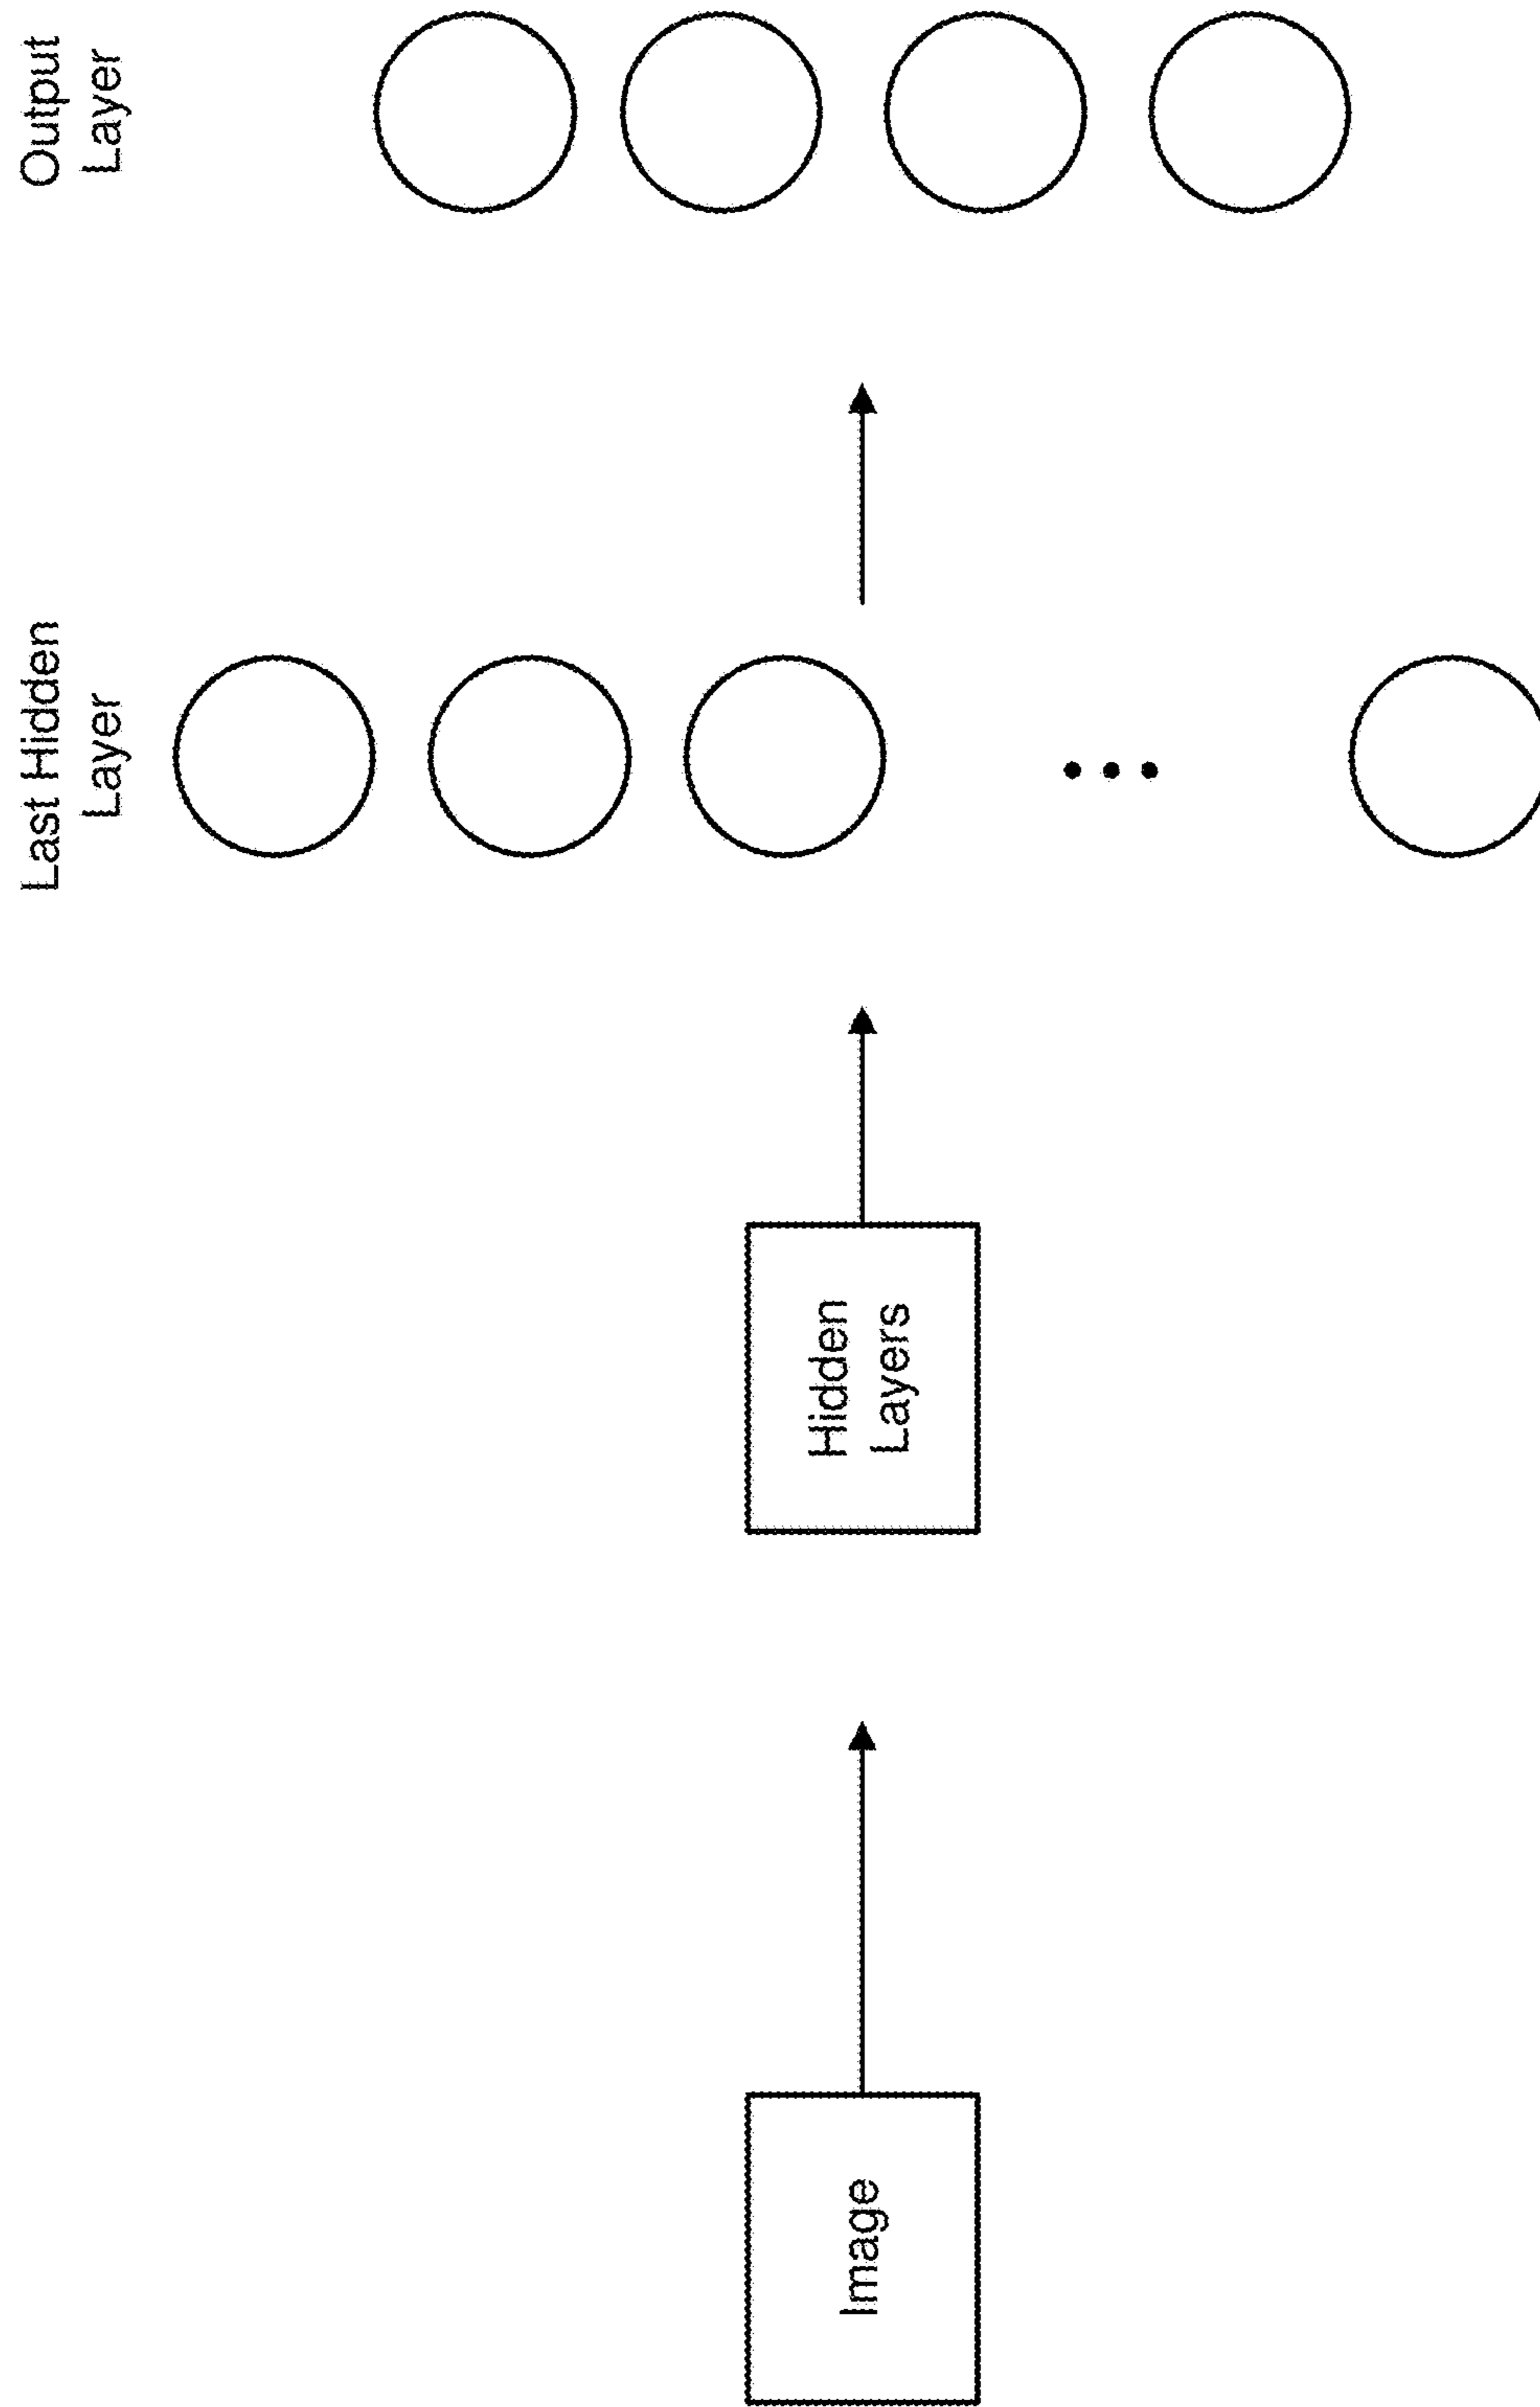 Image
Hidden
Layers
Last Hidden
Layer
Output
Layer